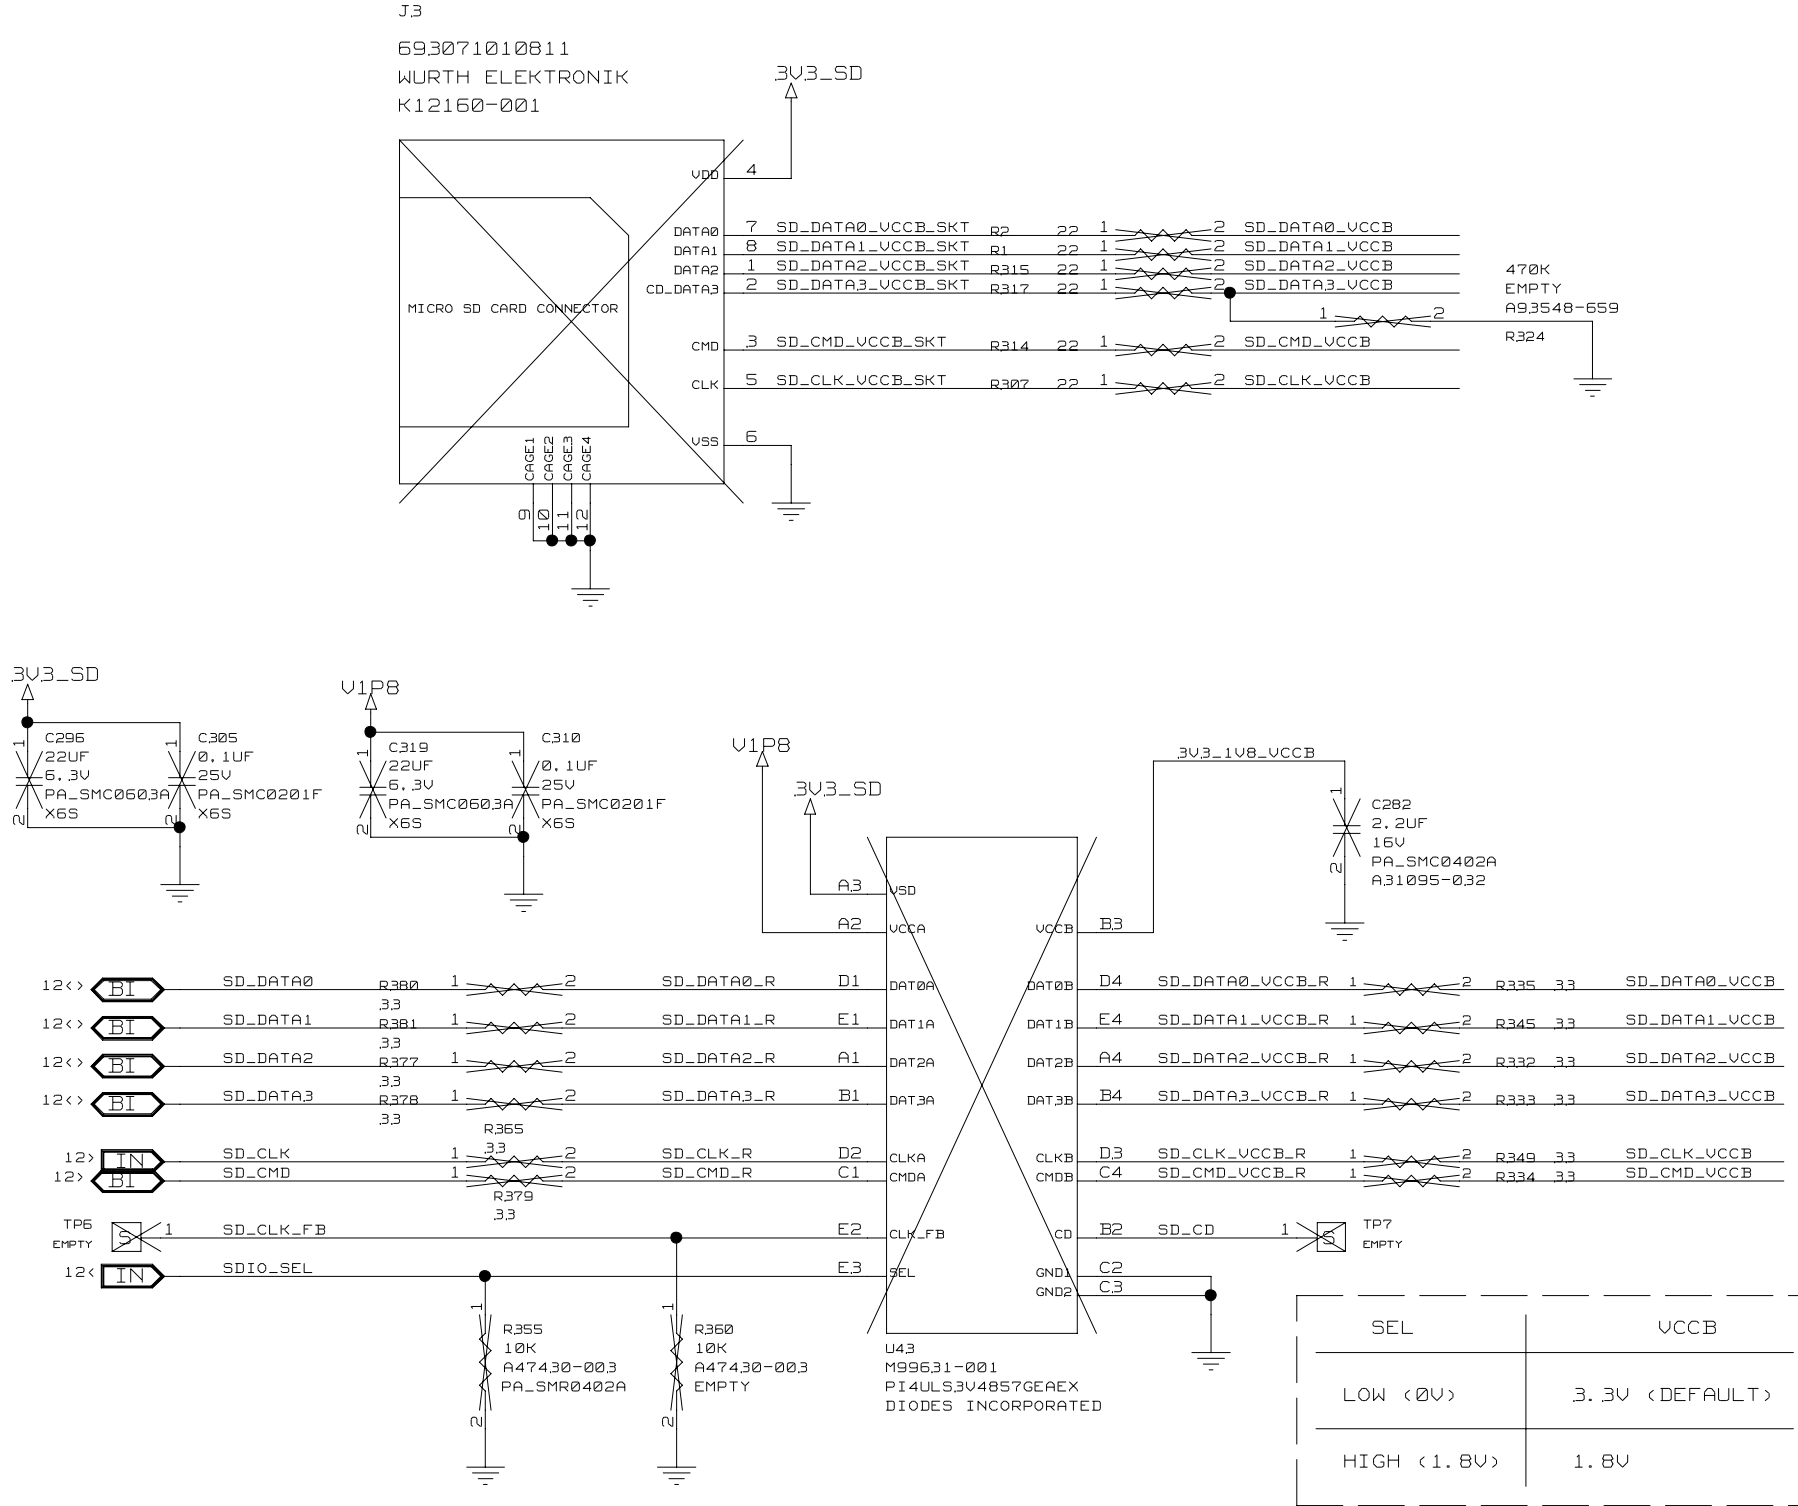 J3
693071010811
WURTH ELEKTRONIK
K12160-001
3V3_SD
VDD 4
DATA0 7 SD_DATA0_VCCB_SKT R2 22 1 2 SD_DATA0_VCCB
DATA1 8 SD_DATA1_VCCB_SKT R1 22 1 2 SD_DATA1_VCCB
DATA2 1 SD_DATA2_VCCB_SKT R315 22 1 2 SD_DATA2_VCCB
CD_DATA3 2 SD_DATA3_VCCB_SKT R317 22 1 2 SD_DATA3_VCCB
MICRO SD CARD CONNECTOR
470K
EMPTY
A93548-659
1 2
R324
CMD 3 SD_CMD_VCCB_SKT R314 22 1 2 SD_CMD_VCCB
CLK 5 SD_CLK_VCCB_SKT R307 22 1 2 SD_CLK_VCCB
VSS 6
CAGE1
CAGE2
CAGE3
CAGE4
9
10
11
12
3V3_SD
1
C296
22UF
6.3V
PA_SMC0603A
X6S
2
1
C305
0.1UF
25V
PA_SMC0201F
X6S
2
V1P8
1
C319
22UF
6.3V
PA_SMC0603A
X6S
2
1
C310
0.1UF
25V
PA_SMC0201F
X6S
2
V1P8
3V3_SD
3V3_1V8_VCCB
1
C282
2.2UF
16V
PA_SMC0402A
A31095-032
2
A3 VSD
A2 VCCA VCCB B3
12<> BI SD_DATA0 R380 33 1 2 SD_DATA0_R D1 DAT0A DAT0B D4 SD_DATA0_VCCB_R 1 2 R335 33 SD_DATA0_VCCB
12<> BI SD_DATA1 R381 33 1 2 SD_DATA1_R E1 DAT1A DAT1B E4 SD_DATA1_VCCB_R 1 2 R345 33 SD_DATA1_VCCB
12<> BI SD_DATA2 R377 33 1 2 SD_DATA2_R A1 DAT2A DAT2B A4 SD_DATA2_VCCB_R 1 2 R332 33 SD_DATA2_VCCB
12<> BI SD_DATA3 R378 33 1 2 SD_DATA3_R B1 DAT3A DAT3B B4 SD_DATA3_VCCB_R 1 2 R333 33 SD_DATA3_VCCB
R365
33
12> IN SD_CLK 1 2 SD_CLK_R D2 CLKA CLKB D3 SD_CLK_VCCB_R 1 2 R349 33 SD_CLK_VCCB
12> BI SD_CMD 1 2 SD_CMD_R C1 CMDA CMDB C4 SD_CMD_VCCB_R 1 2 R334 33 SD_CMD_VCCB
R379
33
TP6
EMPTY
S 1 SD_CLK_FB E2 CLK_FB CD B2 SD_CD 1 S
TP7
EMPTY
12< IN SDIO_SEL E3 SEL GND1 C2
GND2 C3
1
R355
10K
A47430-003
PA_SMR0402A
2
1
R360
10K
A47430-003
EMPTY
2
U43
M99631-001
PI4ULS3V4857GEAEX
DIODES INCORPORATED
SEL VCCB
LOW (0V) 3.3V (DEFAULT)
HIGH (1.8V) 1.8V